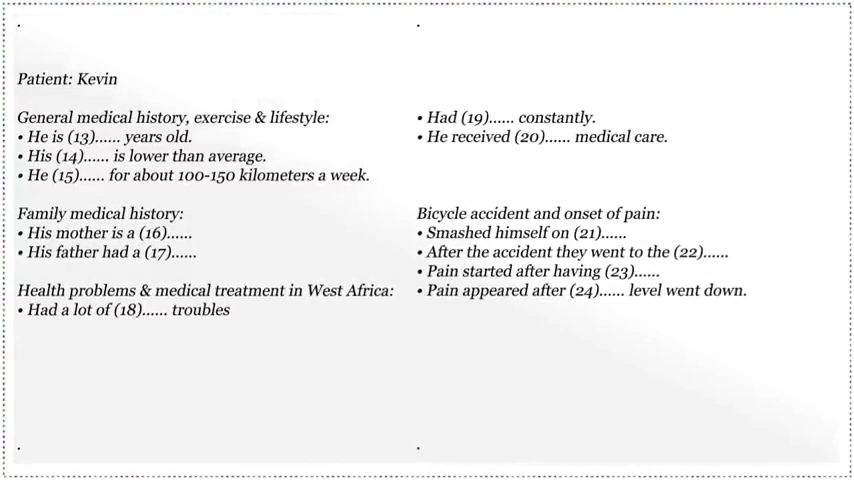 Patient: Kevin
General medical history, exercise & lifestyle:
• He is (13)...... years old.
• His (14)...... is lower than average.
• He (15)...... for about 100-150 kilometers a week.
Family medical history:
• His mother is a (16)......
• His father had a (17)......
Health problems & medical treatment in West Africa:
• Had a lot of (18)...... troubles
• Had (19)...... constantly.
• He received (20)...... medical care.
Bicycle accident and onset of pain:
• Smashed himself on (21)......
• After the accident they went to the (22)......
• Pain started after having (23)......
• Pain appeared after (24)...... level went down.